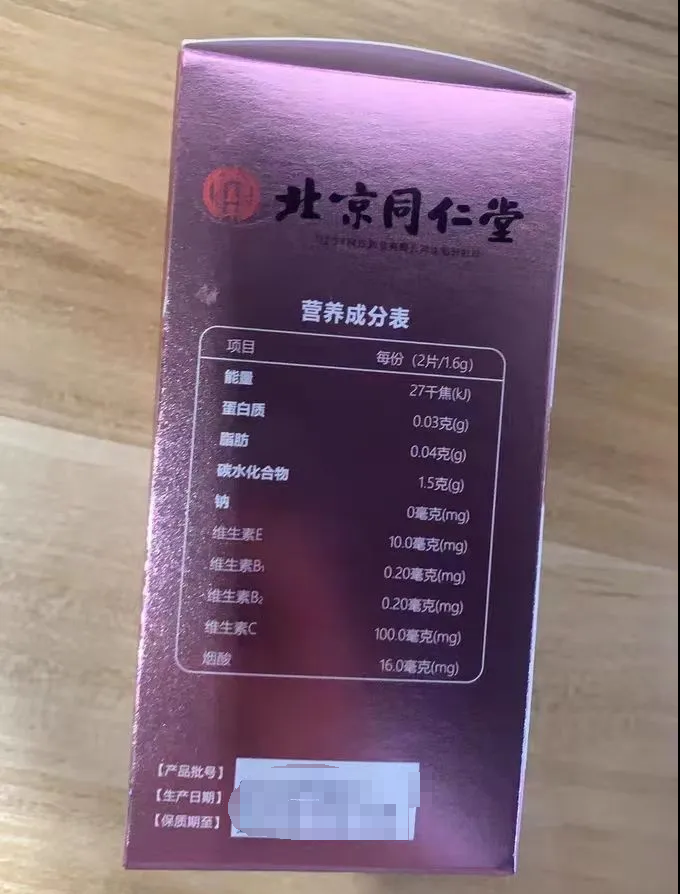 北京同仁堂
营养成分表
项目 每份（2片/1.6g）
能量 27千焦(kJ)
蛋白质 0.03克(g)
脂肪 0.04克(g)
碳水化合物 1.5克(g)
钠 0毫克(mg)
维生素E 10.0毫克(mg)
维生素B₁ 0.20毫克(mg)
维生素B₂ 0.20毫克(mg)
维生素C 100.0毫克(mg)
烟酸 16.0毫克(mg)
【产品批号】
【生产日期】
【保质期至】